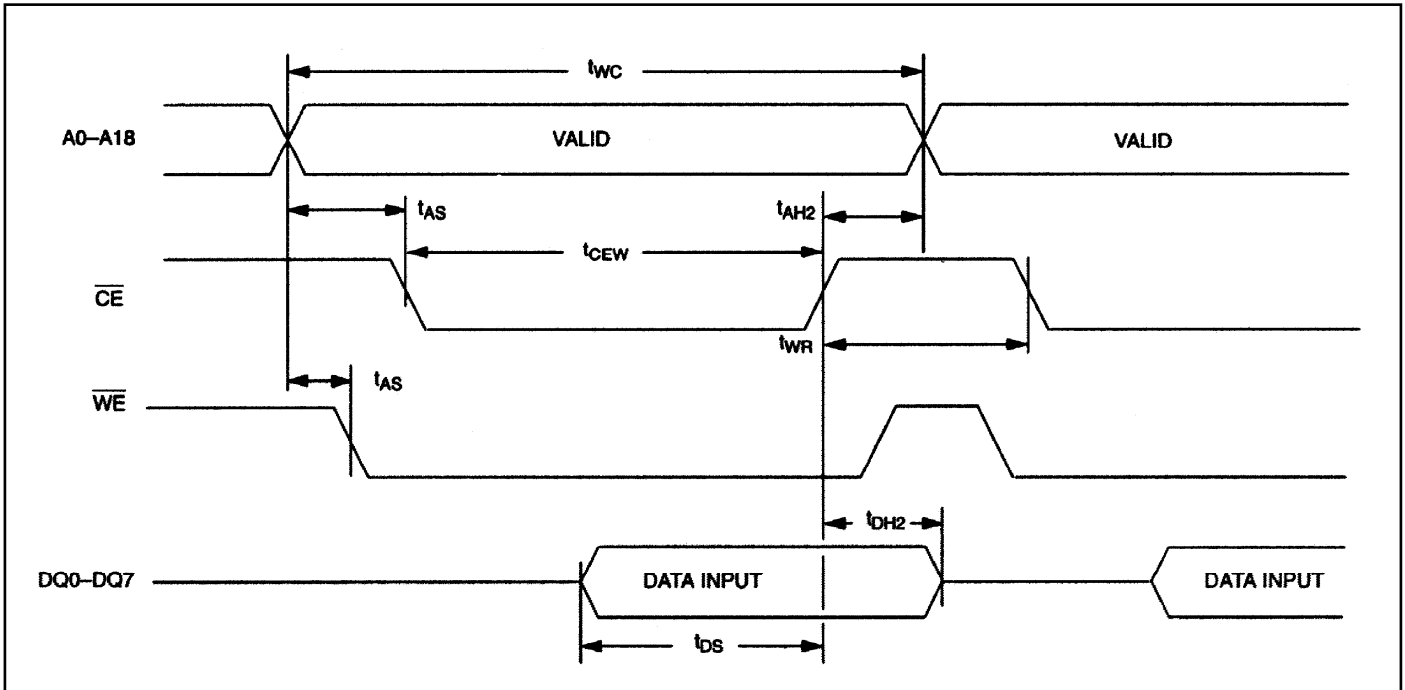 tWC
A0–A18 VALID VALID
tAS tAH2
tCEW
CE
tWR
tAS
WE
tDH2
DQ0–DQ7 DATA INPUT DATA INPUT
tDS